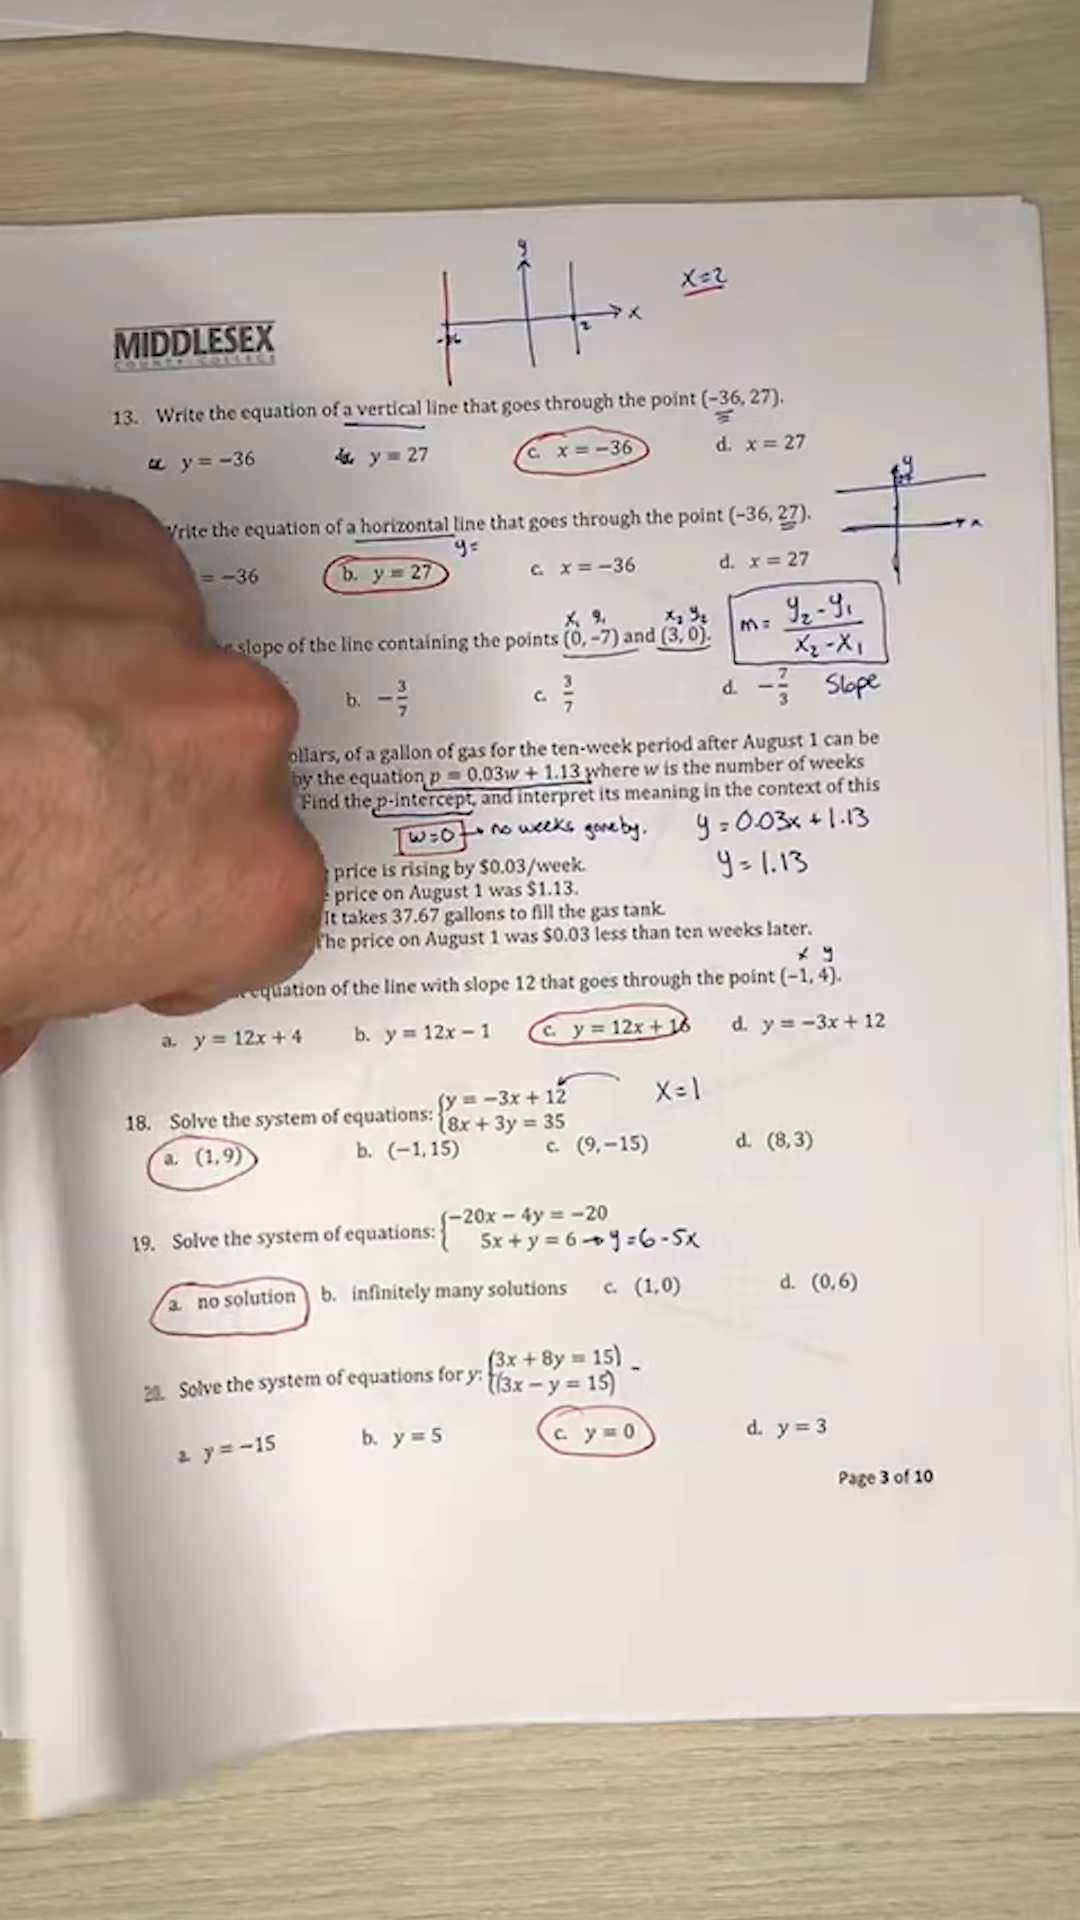 y
x=2
x
-36
2
MIDDLESEX
COUNTY COLLEGE
13. Write the equation of a vertical line that goes through the point (−36, 27).
y = −36 y = 27 c. x = −36 d. x = 27
y
x
Write the equation of a horizontal line that goes through the point (−36, 27).
y=
= −36 b. y = 27 c. x = −36 d. x = 27
x₁ y₁ x₂ y₂
slope of the line containing the points (0, −7) and (3, 0).
m = y₂-y₁ / x₂-x₁
Slope
b. −3/7 c. 3/7 d. −7/3
ollars, of a gallon of gas for the ten-week period after August 1 can be
by the equation p = 0.03w + 1.13 where w is the number of weeks
Find the p-intercept, and interpret its meaning in the context of this
w=0 → no weeks gone by. y = 0.03x + 1.13
y = 1.13
price is rising by $0.03/week.
price on August 1 was $1.13.
It takes 37.67 gallons to fill the gas tank.
The price on August 1 was $0.03 less than ten weeks later.
x y
equation of the line with slope 12 that goes through the point (−1, 4).
a. y = 12x + 4 b. y = 12x − 1 c. y = 12x + 16 d. y = −3x + 12
18. Solve the system of equations: {y = −3x + 12
8x + 3y = 35
x=1
a. (1,9) b. (−1,15) c. (9,−15) d. (8,3)
19. Solve the system of equations: {−20x − 4y = −20
5x + y = 6 → y=6-5x
a. no solution b. infinitely many solutions c. (1,0) d. (0,6)
20. Solve the system of equations for y: {(3x + 8y = 15) −
(3x − y = 15)
a. y = −15 b. y = 5 c. y = 0 d. y = 3
Page 3 of 10